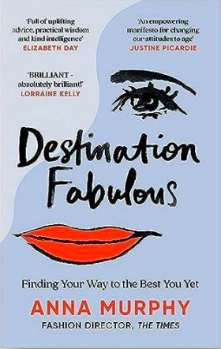 'Full of uplifting
advice, practical wisdom
and kind intelligence'
ELIZABETH DAY
'An empowering
manifesto for changing
our attitudes to age'
JUSTINE PICARDIE
'BRILLIANT –
absolutely brilliant!'
LORRAINE KELLY
Destination
Fabulous
Finding Your Way to the Best You Yet
ANNA MURPHY
FASHION DIRECTOR, THE TIMES